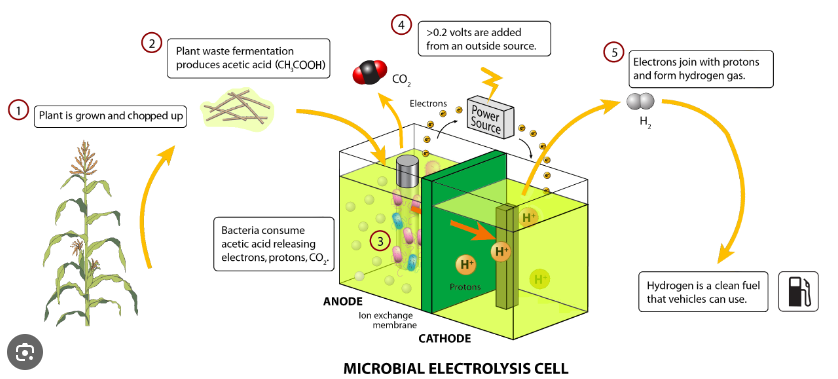 1
Plant is grown and chopped up
2
Plant waste fermentation
produces acetic acid (CH₃COOH)
CO₂
4
>0.2 volts are added
from an outside source.
Electrons
e⁻
e⁻
e⁻
e⁻
Power
Source
e⁻
e⁻
e⁻
e⁻
e⁻
5
Electrons join with protons
and form hydrogen gas.
H₂
Bacteria consume
acetic acid releasing
electrons, protons, CO₂.
3
H⁺
H⁺
H⁺
H⁺
Protons
ANODE
Ion exchange
membrane
CATHODE
Hydrogen is a clean fuel
that vehicles can use.
MICROBIAL ELECTROLYSIS CELL